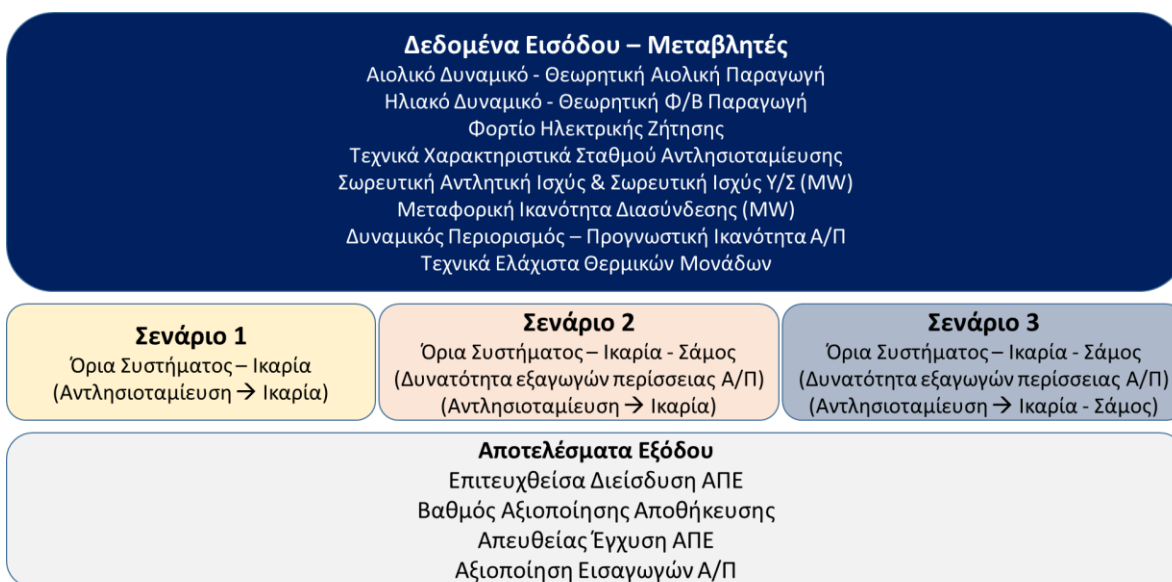 Δεδομένα Εισόδου – Μεταβλητές
Αιολικό Δυναμικό - Θεωρητική Αιολική Παραγωγή
Ηλιακό Δυναμικό - Θεωρητική Φ/Β Παραγωγή
Φορτίο Ηλεκτρικής Ζήτησης
Τεχνικά Χαρακτηριστικά Σταθμού Αντλησιοταμίευσης
Σωρευτική Αντλητική Ισχύς & Σωρευτική Ισχύς Υ/Σ (MW)
Μεταφορική Ικανότητα Διασύνδεσης (MW)
Δυναμικός Περιορισμός – Προγνωστική Ικανότητα Α/Π
Τεχνικά Ελάχιστα Θερμικών Μονάδων
Σενάριο 1
Όρια Συστήματος – Ικαρία
(Αντλησιοταμίευση → Ικαρία)
Σενάριο 2
Όρια Συστήματος – Ικαρία - Σάμος
(Δυνατότητα εξαγωγών περίσσειας Α/Π)
(Αντλησιοταμίευση → Ικαρία)
Σενάριο 3
Όρια Συστήματος – Ικαρία - Σάμος
(Δυνατότητα εξαγωγών περίσσειας Α/Π)
(Αντλησιοταμίευση → Ικαρία - Σάμος)
Αποτελέσματα Εξόδου
Επιτευχθείσα Διείσδυση ΑΠΕ
Βαθμός Αξιοποίησης Αποθήκευσης
Απευθείας Έγχυση ΑΠΕ
Αξιοποίηση Εισαγωγών Α/Π